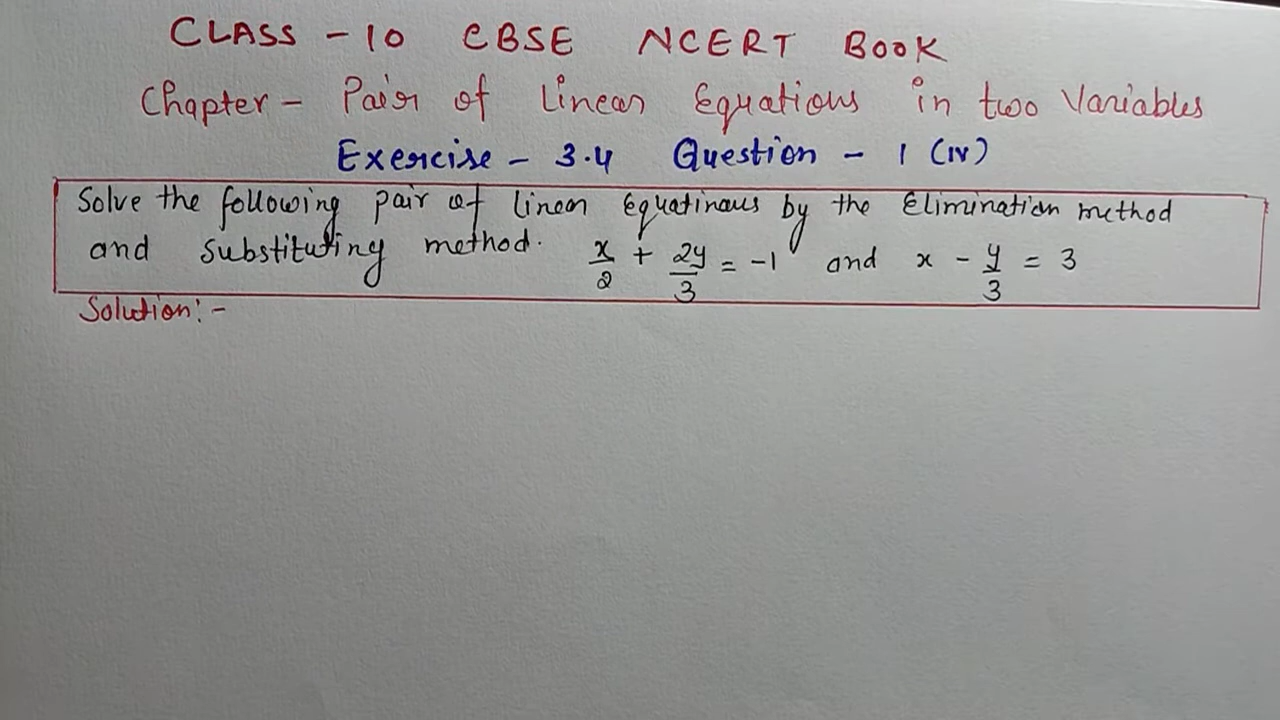 CLASS - 10 CBSE NCERT BOOK
Chapter - Pair of Linear Equations in two Variables
Exercise - 3.4 Question - 1 (IV)
Solve the following pair of linear Equatinous by the Elimination method
and substituting method. x/2 + 2y/3 = -1 and x - y/3 = 3
Solution:-